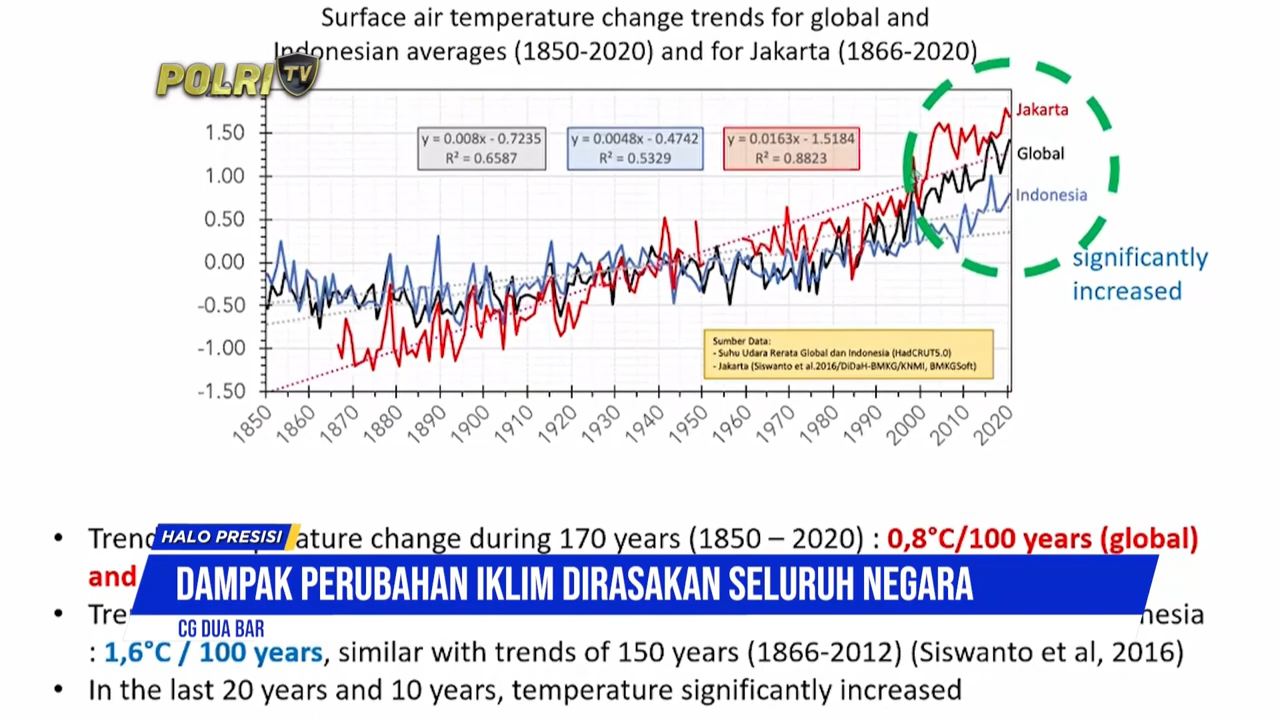 Surface air temperature change trends for global and
Indonesian averages (1850-2020) and for Jakarta (1866-2020)
POLRI TV
Jakarta
1.50
y = 0.008x - 0.7235
R² = 0.6587
y = 0.0048x - 0.4742
R² = 0.5329
y = 0.0163x - 1.5184
R² = 0.8823
Global
1.00
Indonesia
0.50
0.00
significantly
increased
-0.50
-1.00
-1.50
Sumber Data:
- Suhu Udara Rerata Global dan Indonesia (HadCRUT5.0)
- Jakarta (Siswanto et al.2016/DiDaH-BMKG/KNMI, BMKGSoft)
1850 1860 1870 1880 1890 1900 1910 1920 1930 1940 1950 1960 1970 1980 1990 2000 2010 2020
• ature change during 170 years (1850 – 2020) : 0,8°C/100 years (global)
HALO PRESISI
and
DAMPAK PERUBAHAN IKLIM DIRASAKAN SELURUH NEGARA
•
CG DUA BAR
: 1,6°C / 100 years, similar with trends of 150 years (1866-2012) (Siswanto et al, 2016)
• In the last 20 years and 10 years, temperature significantly increased